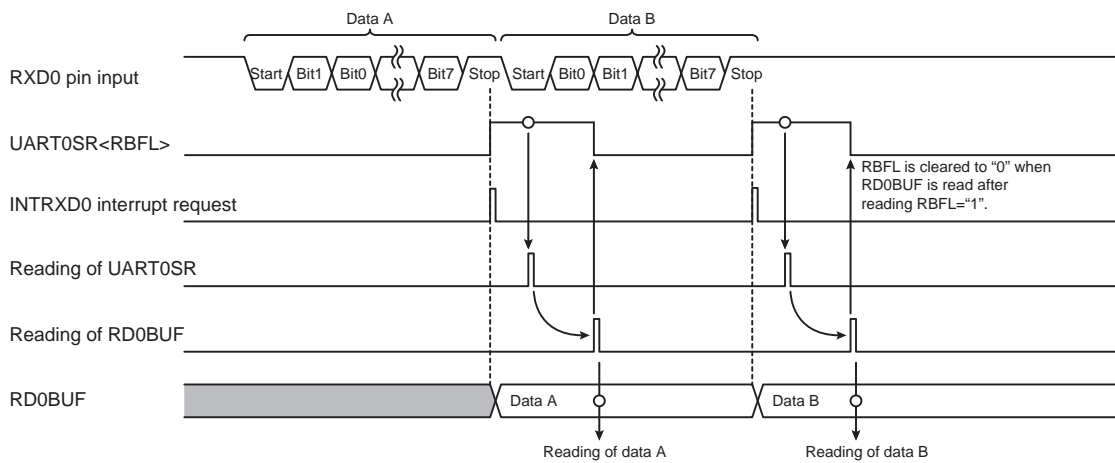 Data A
Data B
RXD0 pin input
Start Bit1 Bit0 Bit7 Stop Start Bit0 Bit1 Bit7 Stop
UART0SR<RBFL>
RBFL is cleared to “0” when
RD0BUF is read after
reading RBFL=“1”.
INTRXD0 interrupt request
Reading of UART0SR
Reading of RD0BUF
RD0BUF
Data A
Data B
Reading of data A
Reading of data B